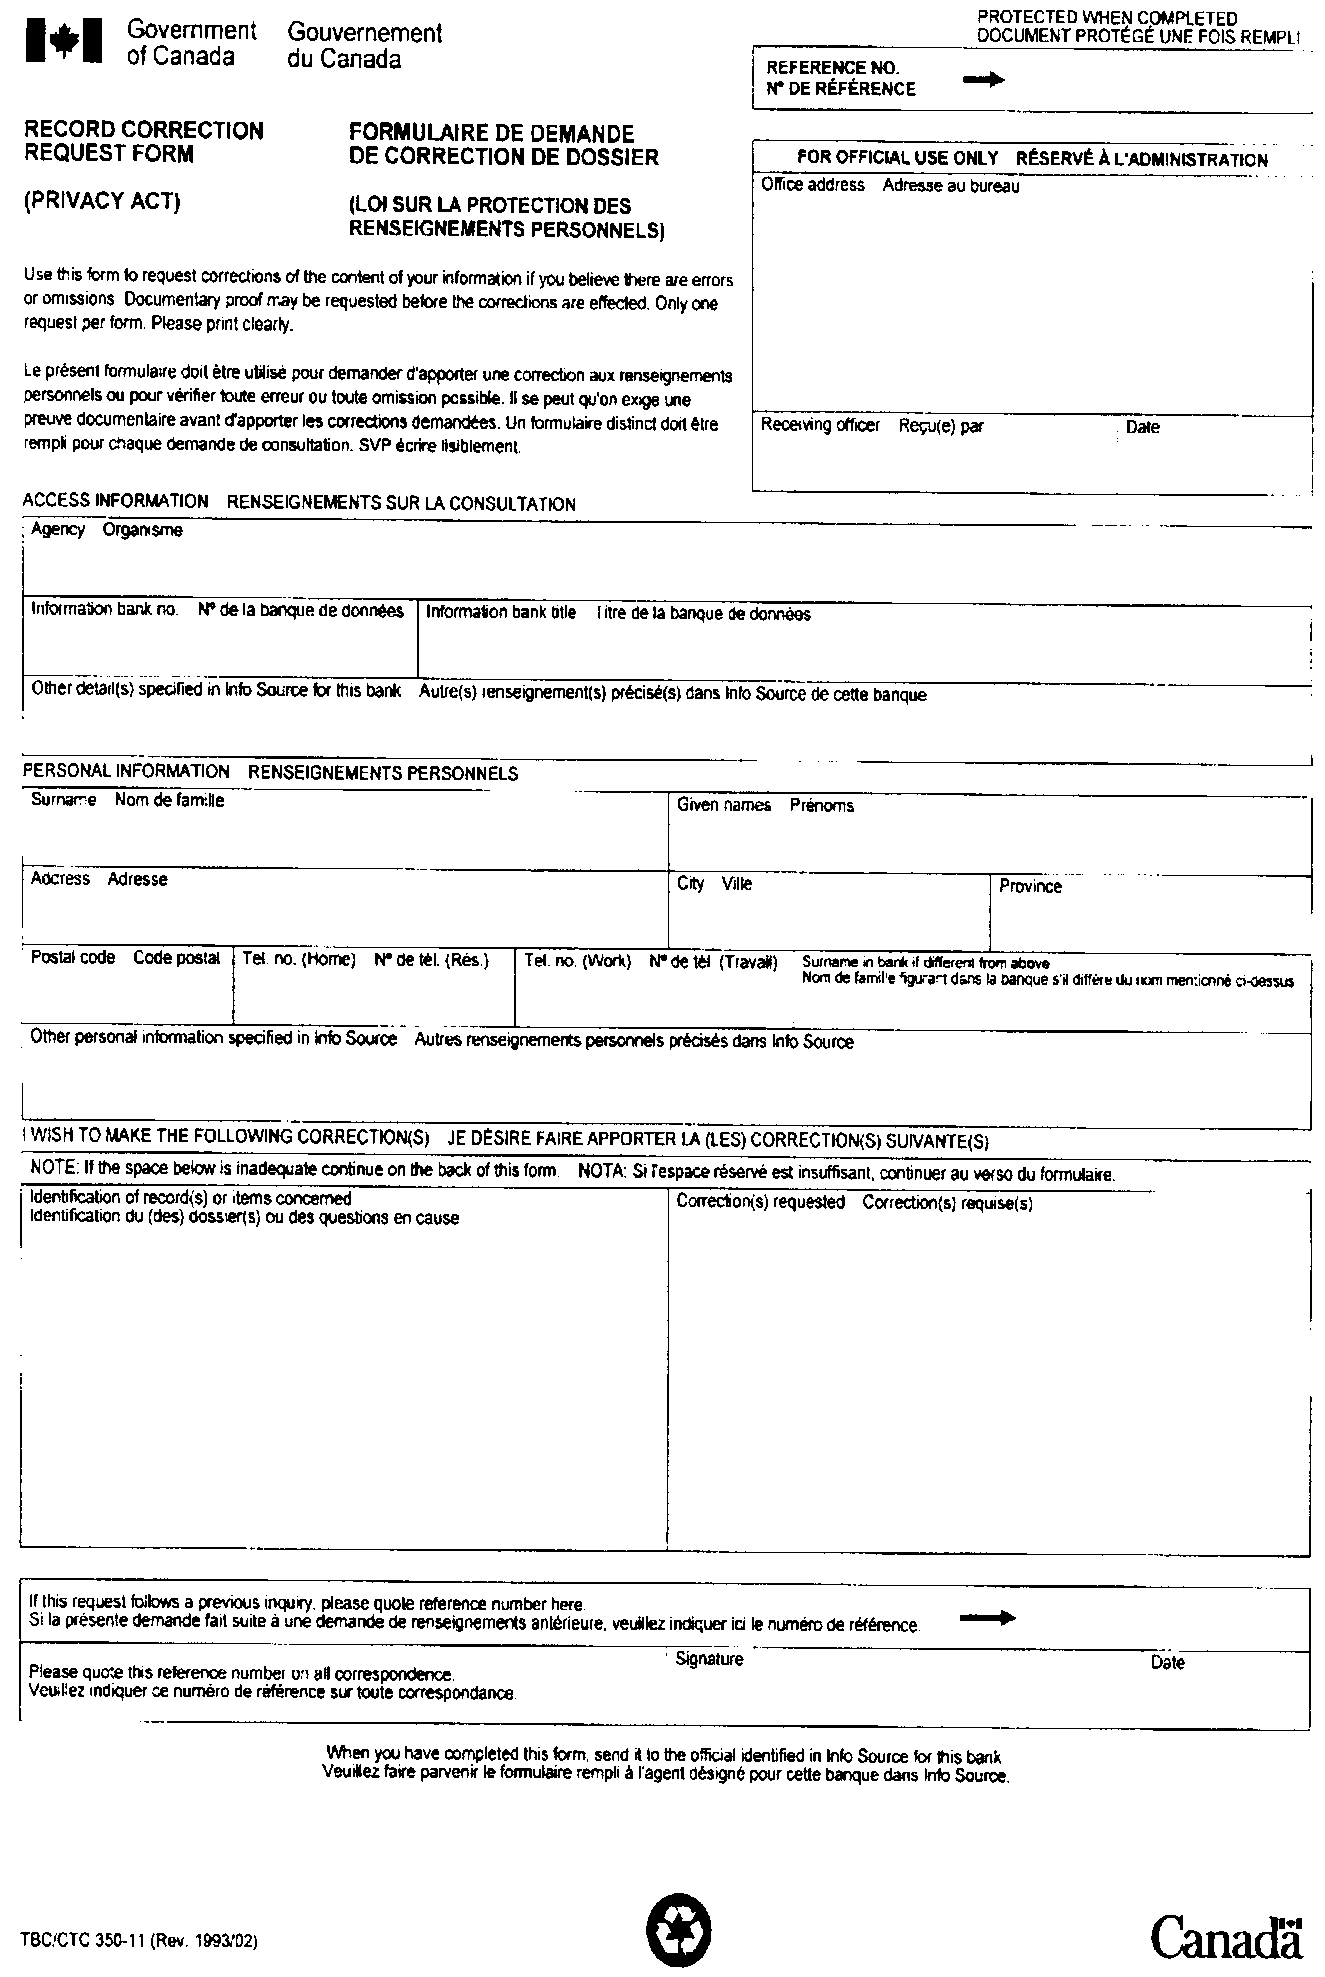 Government Gouvernement
of Canada du Canada
PROTECTED WHEN COMPLETED
DOCUMENT PROTÉGÉ UNE FOIS REMPLI
REFERENCE NO.
N° DE RÉFÉRENCE
RECORD CORRECTION
REQUEST FORM
(PRIVACY ACT)
FORMULAIRE DE DEMANDE
DE CORRECTION DE DOSSIER
(LOI SUR LA PROTECTION DES
RENSEIGNEMENTS PERSONNELS)
FOR OFFICIAL USE ONLY RÉSERVÉ À L'ADMINISTRATION
Office address Adresse au bureau
Receiving officer Reçu(e) par Date
Use this form to request corrections of the content of your information if you believe there are errors
or omissions Documentary proof may be requested before the corrections are effected. Only one
request per form. Please print clearly.
Le présent formulaire doit être utilisé pour demander d'apporter une correction aux renseignements
personnels ou pour vérifier toute erreur ou toute omission possible. Il se peut qu'on exige une
preuve documentaire avant d'apporter les corrections demandées. Un formulaire distinct doit être
rempli pour chaque demande de consultation. SVP écrire lisiblement.
ACCESS INFORMATION RENSEIGNEMENTS SUR LA CONSULTATION
Agency Organisme
Information bank no. N° de la banque de données Information bank title Titre de la banque de données
Other detail(s) specified in Info Source for this bank Autre(s) renseignement(s) précisé(s) dans Info Source de cette banque
PERSONAL INFORMATION RENSEIGNEMENTS PERSONNELS
Surname Nom de famille Given names Prénoms
Address Adresse City Ville Province
Postal code Code postal Tel. no. (Home) N° de tél. (Rés.) Tel. no. (Work) N° de tél (Travail) Surname in bank if different from above
Nom de famille figurant dans la banque s'il diffère du nom mentionné ci-dessus
Other personal information specified in Info Source Autres renseignements personnels précisés dans Info Source
I WISH TO MAKE THE FOLLOWING CORRECTION(S) JE DÉSIRE FAIRE APPORTER LA (LES) CORRECTION(S) SUIVANTE(S)
NOTE: If the space below is inadequate continue on the back of this form. NOTA: Si l'espace réservé est insuffisant, continuer au verso du formulaire.
Identification of record(s) or items concerned
Identification du (des) dossier(s) ou des questions en cause
Correction(s) requested Correction(s) requise(s)
If this request follows a previous inquiry, please quote reference number here.
Si la présente demande fait suite à une demande de renseignements antérieure, veuillez indiquer ici le numéro de référence.
Please quote this reference number on all correspondence.
Veuillez indiquer ce numéro de référence sur toute correspondance.
Signature Date
When you have completed this form, send it to the official identified in Info Source for this bank
Veuillez faire parvenir le formulaire rempli à l'agent désigné pour cette banque dans Info Source.
TBC/CTC 350-11 (Rev. 1993/02)
Canada